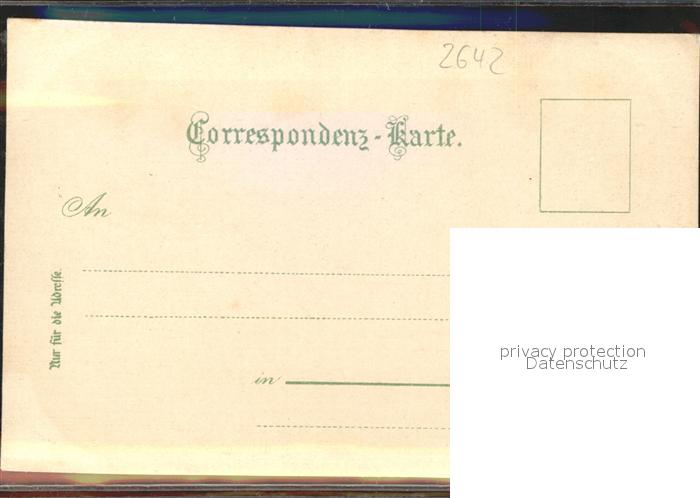 2642
Correspondenz-Karte.
An
Nur für die Adresse.
in
privacy protection
Datenschutz